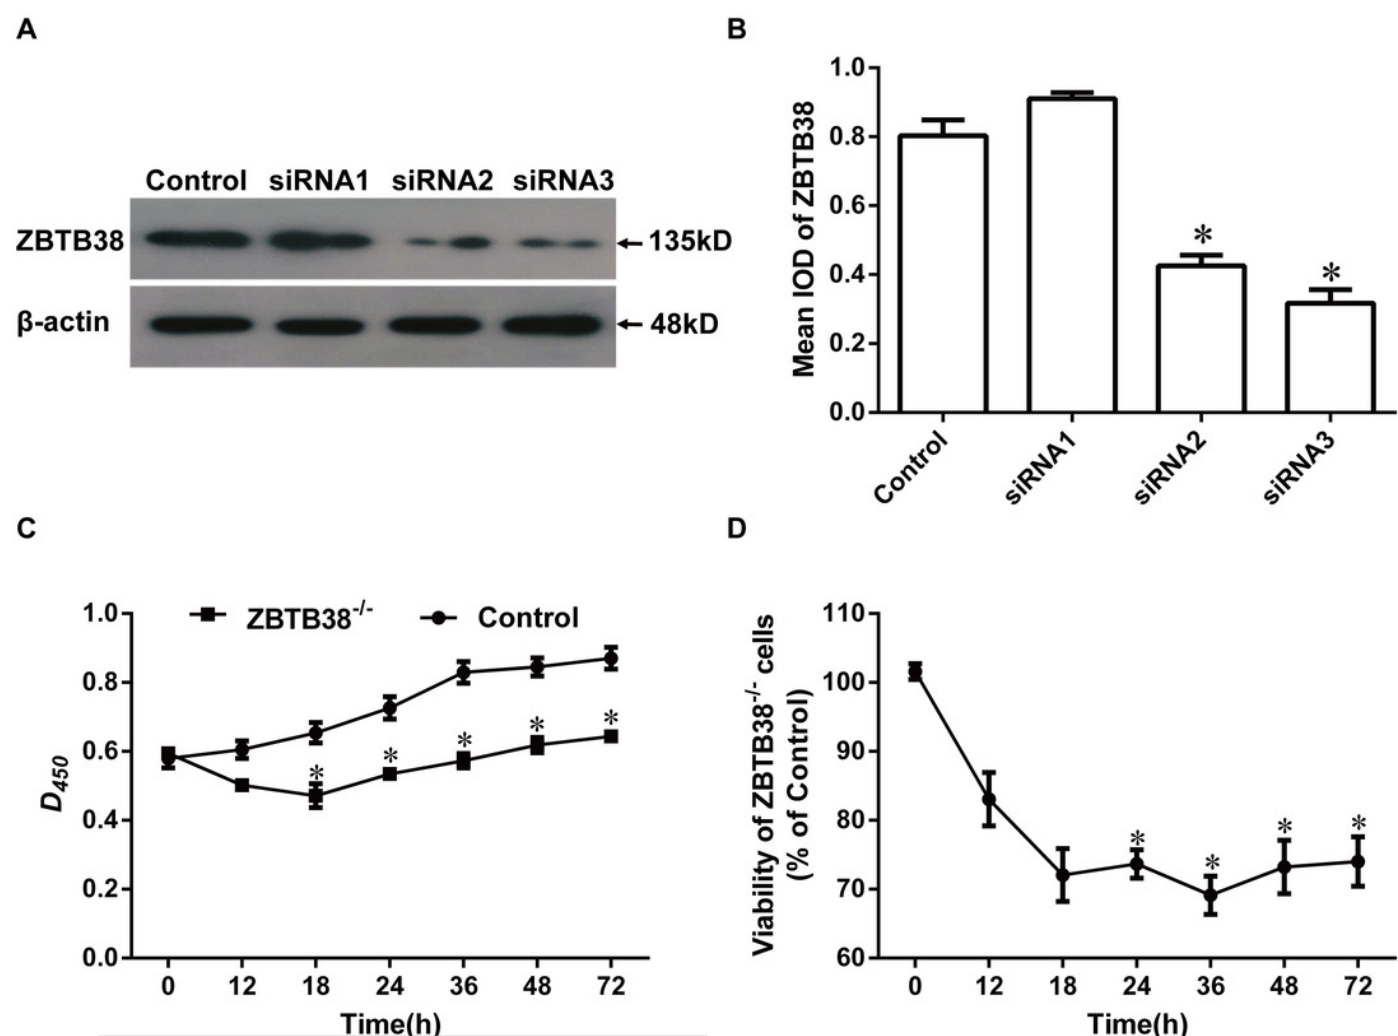 A
Control siRNA1 siRNA2 siRNA3
ZBTB38
135kD
β-actin
48kD
B
Mean IOD of ZBTB38
1.0
0.8
0.6
0.4
0.2
0.0
*
*
Control
siRNA1
siRNA2
siRNA3
C
ZBTB38-/-
Control
D450
1.0
0.8
0.6
0.4
0.2
0.0
* * * * *
0 12 18 24 36 48 72
Time(h)
D
Viability of ZBTB38-/- cells
(% of Control)
110
100
90
80
70
60
* * * *
0 12 18 24 36 48 72
Time(h)